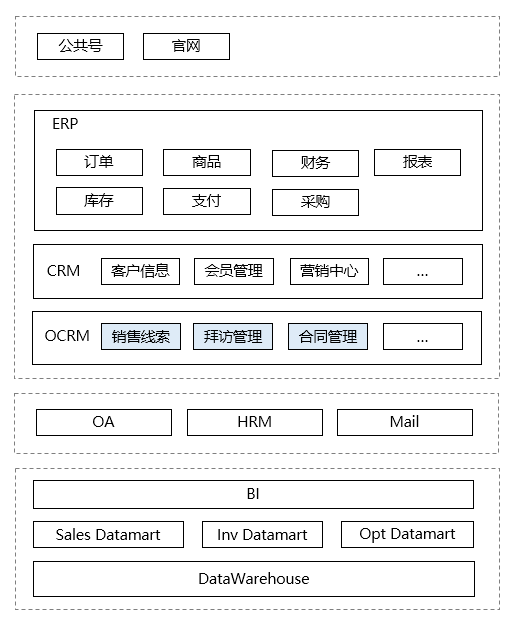 公共号 官网
ERP
订单 商品 财务 报表
库存 支付 采购
CRM 客户信息 会员管理 营销中心 ...
OCRM 销售线索 拜访管理 合同管理 ...
OA HRM Mail
BI
Sales Datamart Inv Datamart Opt Datamart
DataWarehouse